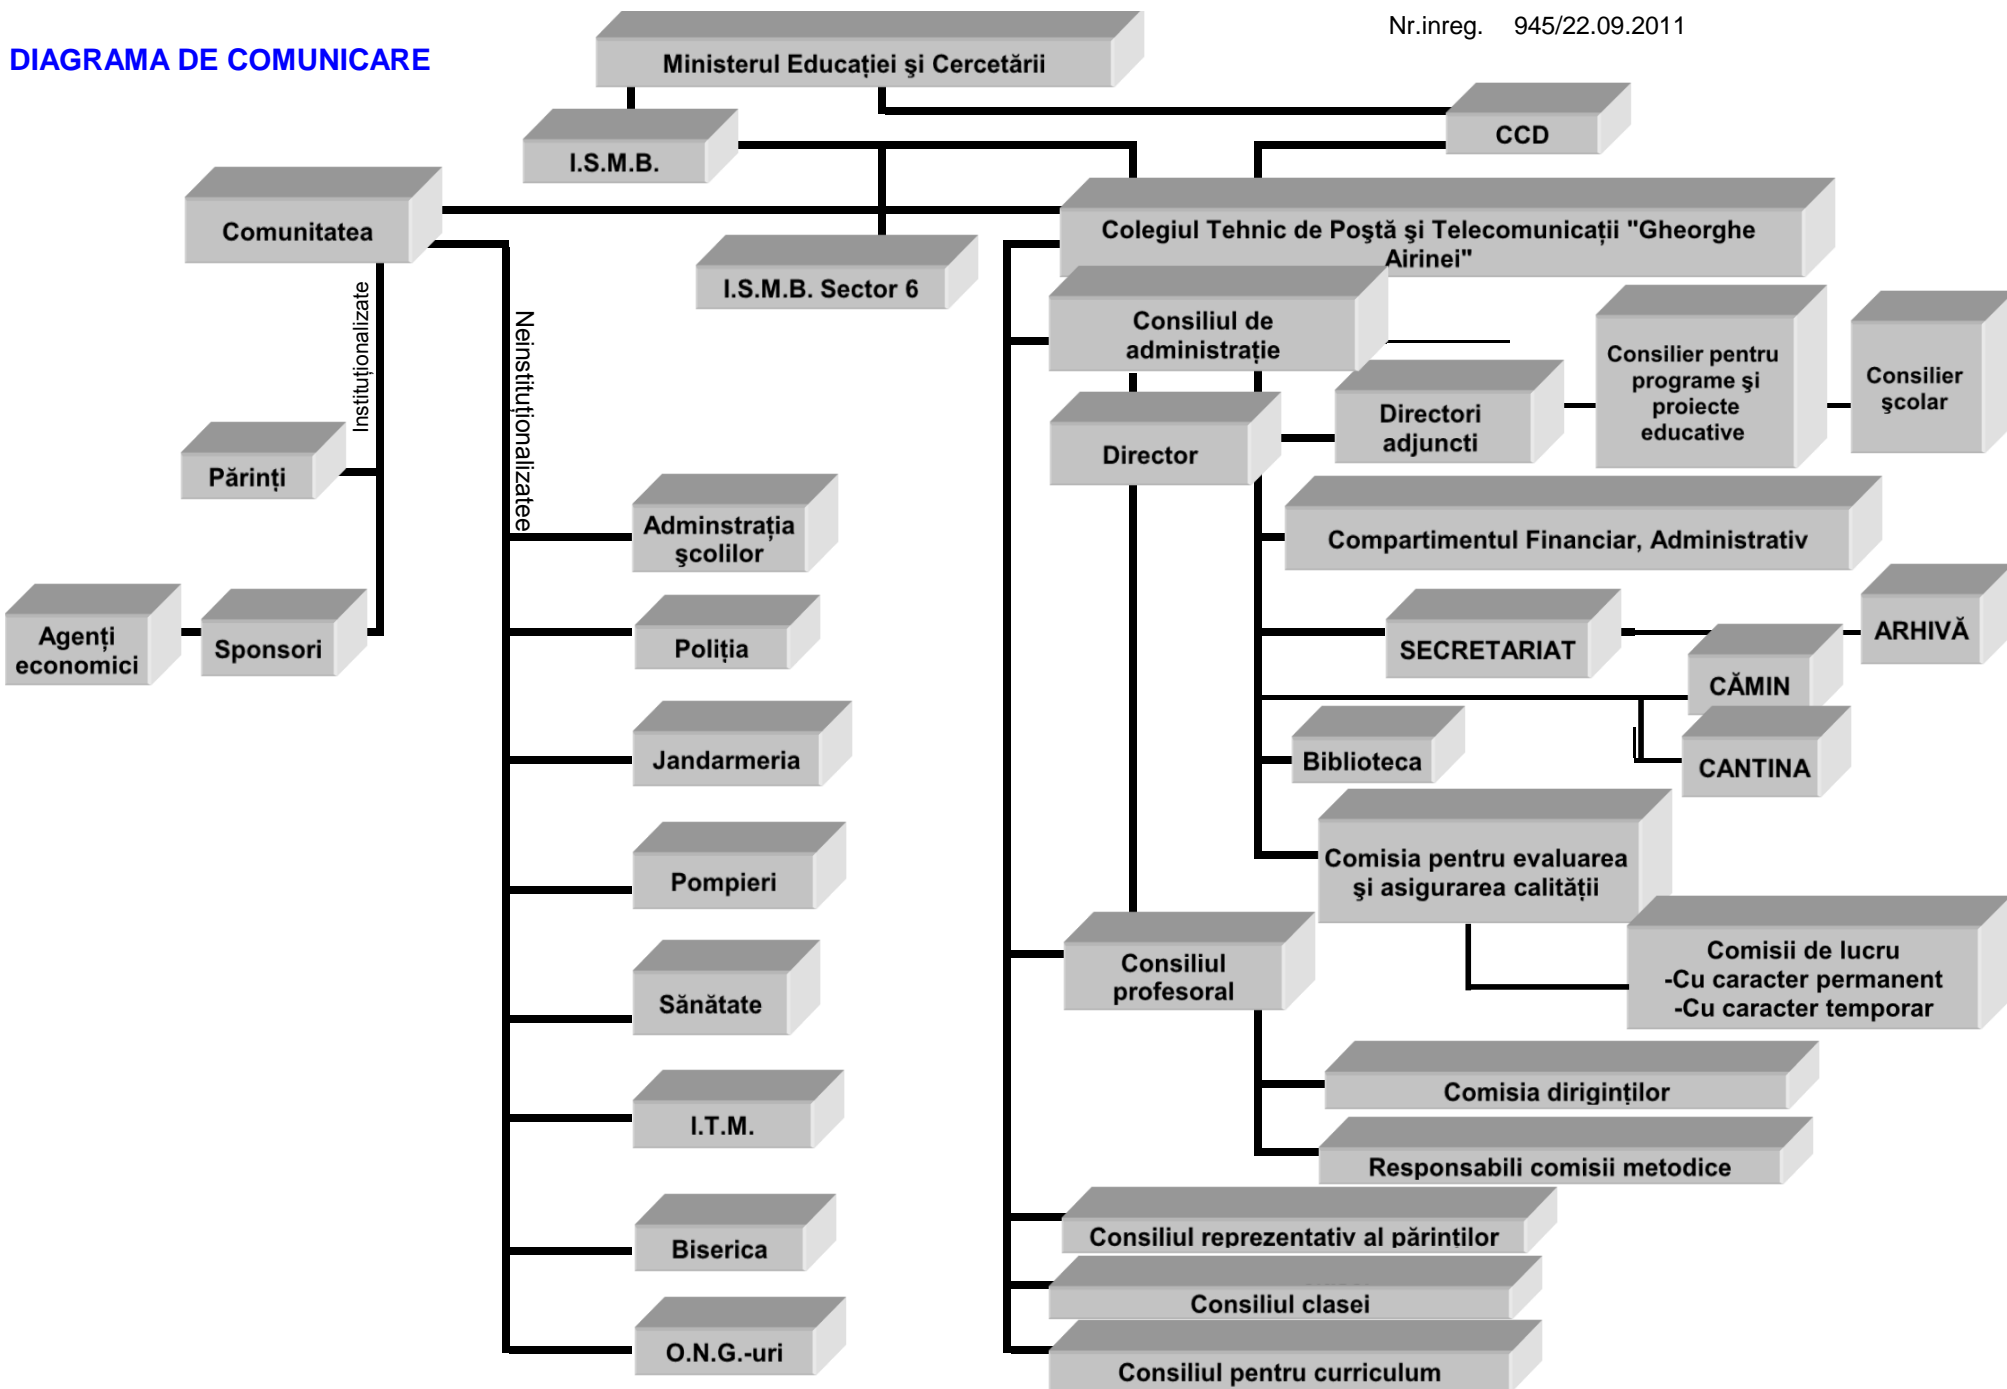 Nr.inreg. 945/22.09.2011
DIAGRAMA DE COMUNICARE
Ministerul Educației şi Cercetării
CCD
I.S.M.B.
Comunitatea
Colegiul Tehnic de Poştă şi Telecomunicații "Gheorghe
Airinei"
I.S.M.B. Sector 6
Instituționalizate
Neinstituționalizatee
Consiliul de
administrație
Consilier pentru
programe şi
proiecte
educative
Consilier
şcolar
Directori
adjuncti
Director
Părinți
Adminstrația
şcolilor
Compartimentul Financiar, Administrativ
Agenți
economici
Sponsori
Poliția
SECRETARIAT
ARHIVĂ
CĂMIN
Jandarmeria
Biblioteca
CANTINA
Pompieri
Comisia pentru evaluarea
şi asigurarea calității
Sănătate
Consiliul
profesoral
Comisii de lucru
-Cu caracter permanent
-Cu caracter temporar
I.T.M.
Comisia diriginților
Responsabili comisii metodice
Biserica
Consiliul reprezentativ al părinților
Consiliul clasei
O.N.G.-uri
Consiliul pentru curriculum